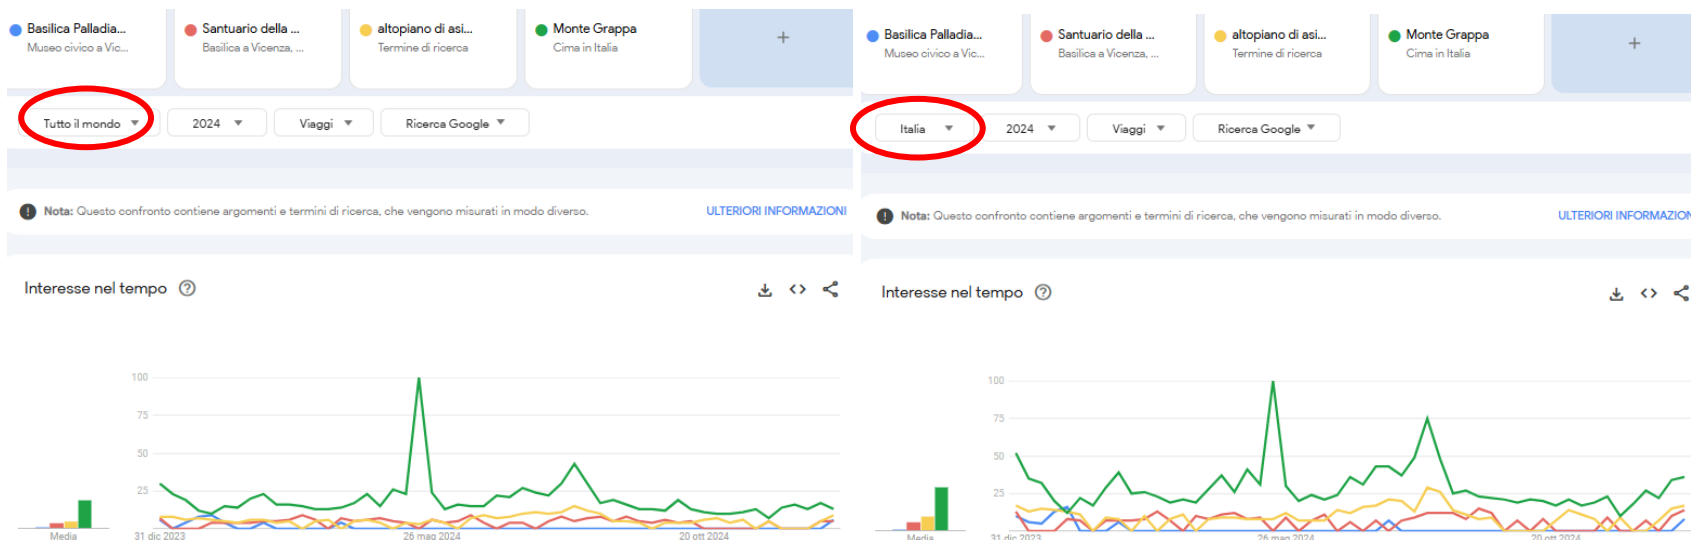 Basilica Palladia...
Museo civico a Vic...
Santuario della ...
Basilica a Vicenza, ...
altopiano di asi...
Termine di ricerca
Monte Grappa
Cima in Italia
+
Tutto il mondo
2024
Viaggi
Ricerca Google
Nota: Questo confronto contiene argomenti e termini di ricerca, che vengono misurati in modo diverso.
ULTERIORI INFORMAZIONI
Interesse nel tempo
100
75
50
25
Media
31 dic 2023
26 mag 2024
20 ott 2024
Basilica Palladia...
Museo civico a Vic...
Santuario della ...
Basilica a Vicenza, ...
altopiano di asi...
Termine di ricerca
Monte Grappa
Cima in Italia
+
Italia
2024
Viaggi
Ricerca Google
Nota: Questo confronto contiene argomenti e termini di ricerca, che vengono misurati in modo diverso.
ULTERIORI INFORMAZION
Interesse nel tempo
100
75
50
25
Media
31 dic 2023
26 mag 2024
20 ott 2024